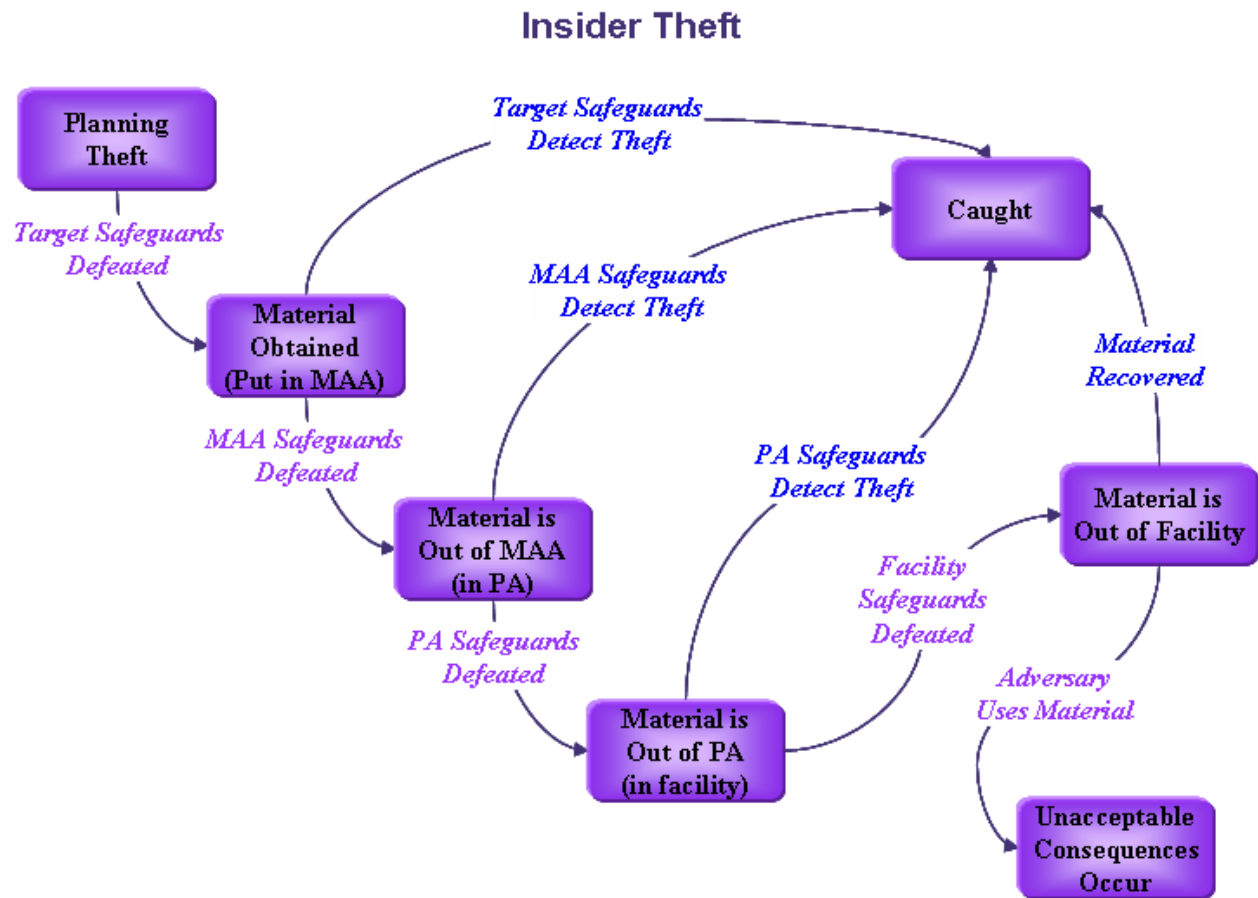 Insider Theft
Planning
Theft
Target Safeguards
Detect Theft
Caught
Target Safeguards
Defeated
MAA Safeguards
Detect Theft
Material
Obtained
(Put in MAA)
Material
Recovered
MAA Safeguards
Defeated
PA Safeguards
Detect Theft
Material is
Out of MAA
(in PA)
Material is
Out of Facility
Facility
Safeguards
Defeated
PA Safeguards
Defeated
Adversary
Uses Material
Material is
Out of PA
(in facility)
Unacceptable
Consequences
Occur